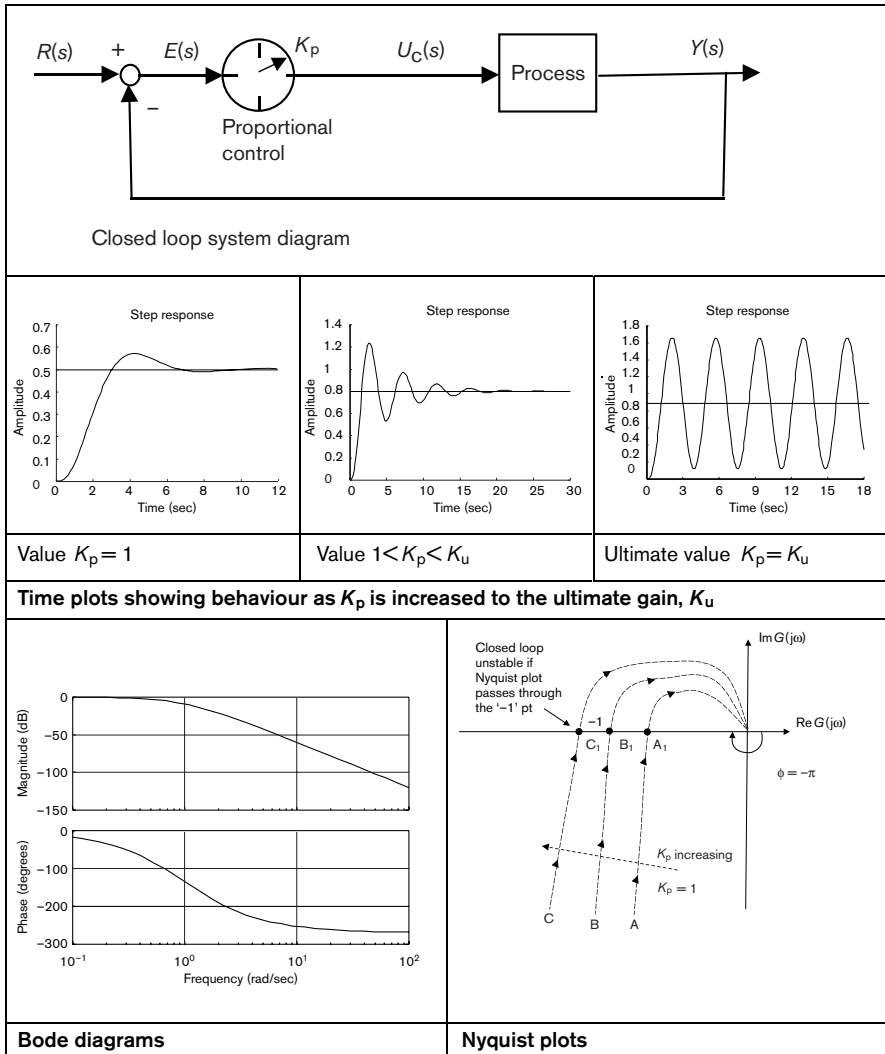 R(s) + E(s) Kp UC(s) Process Y(s)
−
Proportional
control
Closed loop system diagram
Step response
0.7
0.6
0.5
0.4
0.3
0.2
0.1
0
Amplitude
0 2 4 6 8 10 12
Time (sec)
Step response
1.4
1.2
1
0.8
0.6
0.4
0.2
0
Amplitude
0 5 10 15 20 25 30
Time (sec)
Step response
1.8
1.6
1.4
1.2
1
0.8
0.6
0.4
0.2
0
Amplitude
0 3 6 9 12 15 18
Time (sec)
Value Kp = 1
Value 1 < Kp < Ku
Ultimate value Kp = Ku
Time plots showing behaviour as Kp is increased to the ultimate gain, Ku
0
−50
−100
−150
Magnitude (dB)
0
−100
−200
−300
Phase (degrees)
10−1 100 101 102
Frequency (rad/sec)
Closed loop
unstable if
Nyquist plot
passes through
the ‘−1’ pt
Im G(jω)
−1
Re G(jω)
C1 B1 A1
ϕ = −π
Kp increasing
Kp = 1
C B A
Bode diagrams
Nyquist plots